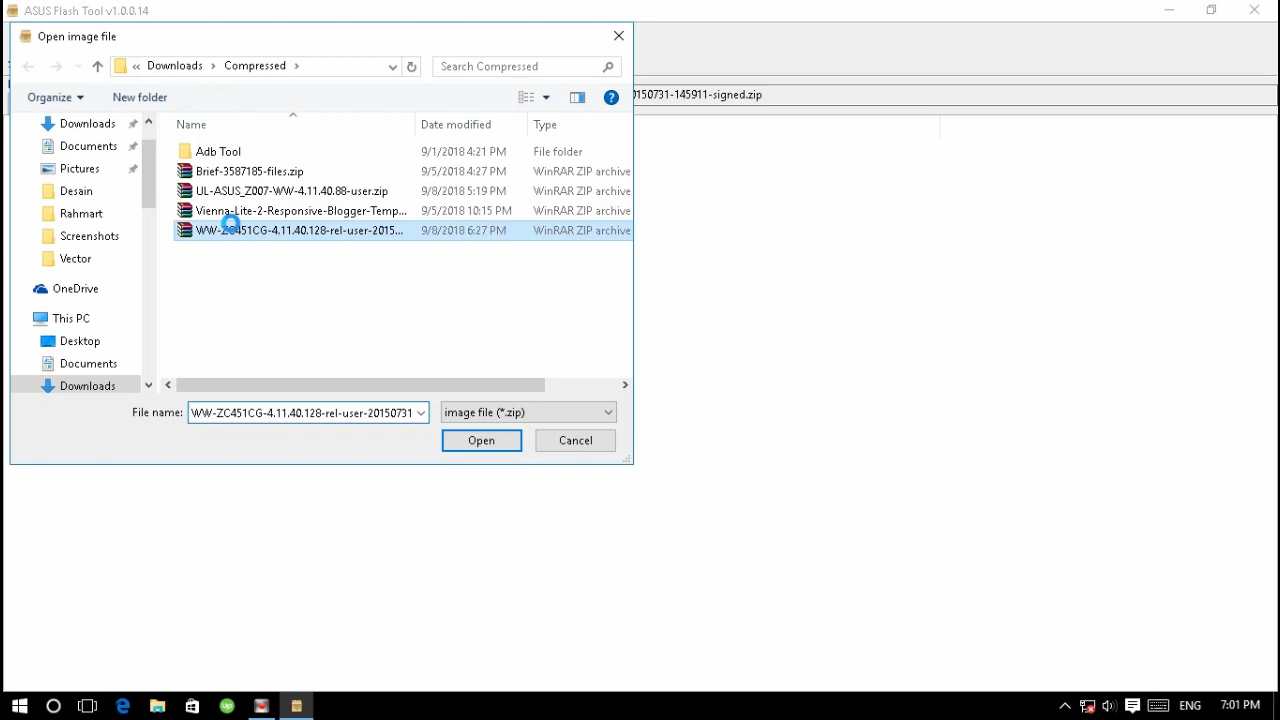 ASUS Flash Tool v1.0.0.14
Open image file
« Downloads > Compressed >
Search Compressed
0150731-145911-signed.zip
Organize
New folder
Name
Date modified
Type
Downloads
Documents
Pictures
Desain
Rahmart
Screenshots
Vector
OneDrive
This PC
Desktop
Documents
Downloads
Adb Tool 9/1/2018 4:21 PM File folder
Brief-3587185-files.zip 9/5/2018 4:27 PM WinRAR ZIP archive
UL-ASUS_Z007-WW-4.11.40.88-user.zip 9/8/2018 5:19 PM WinRAR ZIP archive
Vienna-Lite-2-Responsive-Blogger-Temp... 9/5/2018 10:15 PM WinRAR ZIP archive
WW-ZC451CG-4.11.40.128-rel-user-2015... 9/8/2018 6:27 PM WinRAR ZIP archive
File name:
WW-ZC451CG-4.11.40.128-rel-user-20150731
image file (*.zip)
Open
Cancel
ENG
7:01 PM